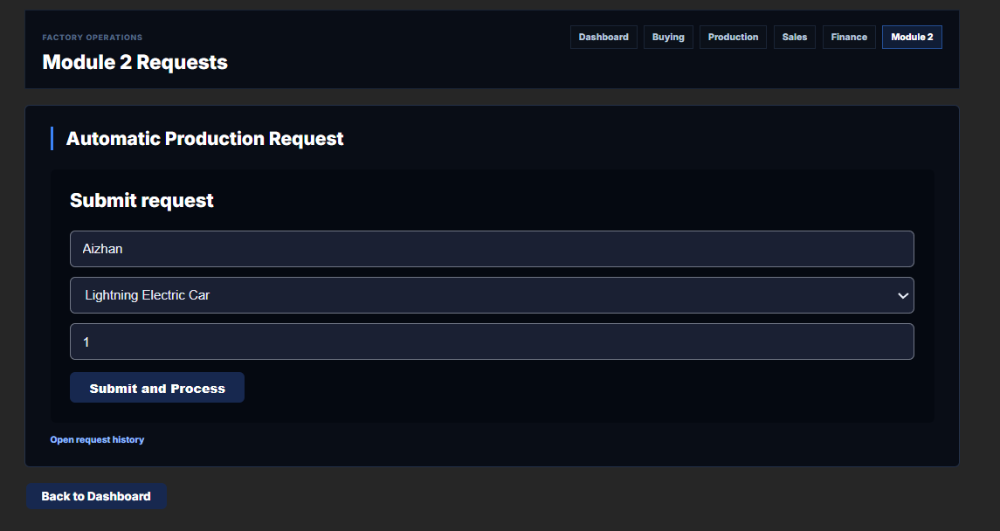 FACTORY OPERATIONS
Module 2 Requests
Dashboard Buying Production Sales Finance Module 2
Automatic Production Request
Submit request
Aizhan
Lightning Electric Car
1
Submit and Process
Open request history
Back to Dashboard